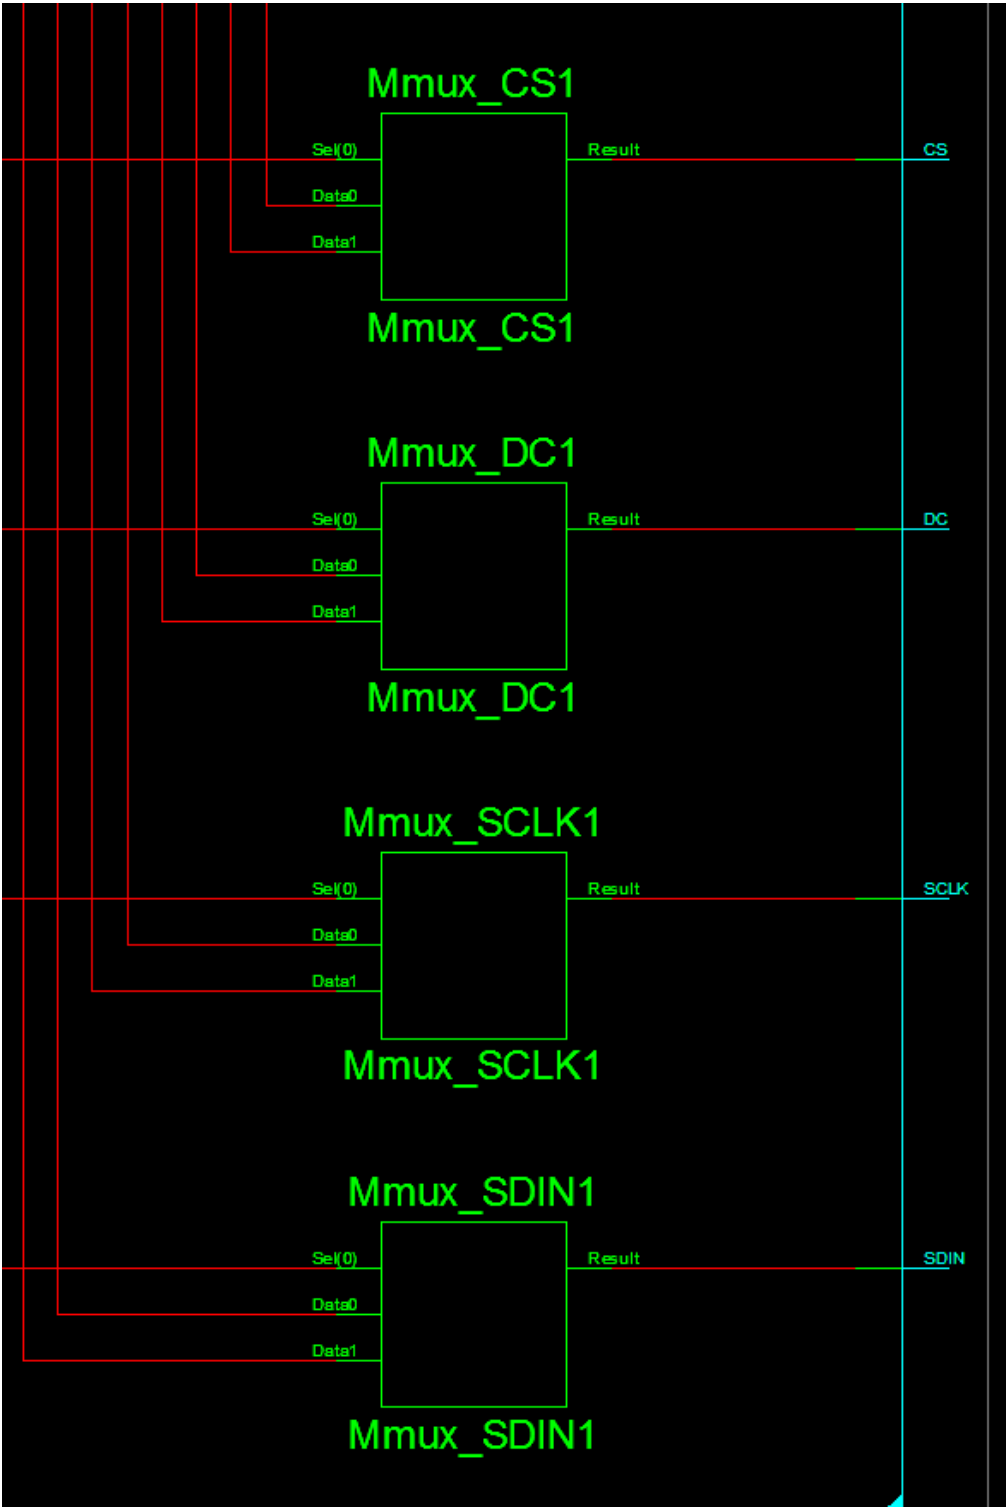 Mmux_CS1
Sel(0)
Result
CS
Data0
Data1
Mmux_CS1
Mmux_DC1
Sel(0)
Result
DC
Data0
Data1
Mmux_DC1
Mmux_SCLK1
Sel(0)
Result
SCLK
Data0
Data1
Mmux_SCLK1
Mmux_SDIN1
Sel(0)
Result
SDIN
Data0
Data1
Mmux_SDIN1